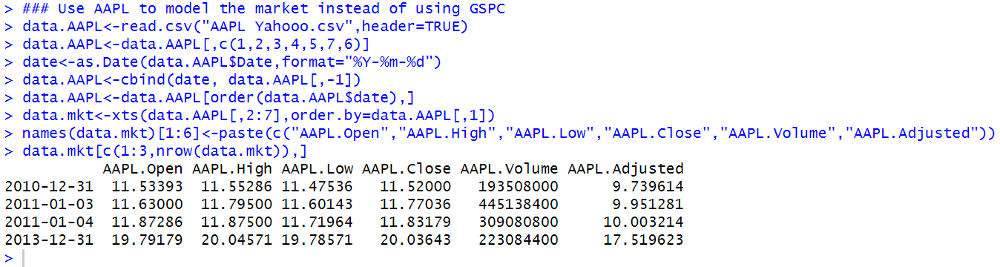 > ### Use AAPL to model the market instead of using GSPC
> data.AAPL<-read.csv("AAPL Yahooo.csv",header=TRUE)
> data.AAPL<-data.AAPL[,c(1,2,3,4,5,7,6)]
> date<-as.Date(data.AAPL$Date,format="%Y-%m-%d")
> data.AAPL<-cbind(date, data.AAPL[,-1])
> data.AAPL<-data.AAPL[order(data.AAPL$date),]
> data.mkt<-xts(data.AAPL[,2:7],order.by=data.AAPL[,1])
> names(data.mkt)[1:6]<-paste(c("AAPL.Open","AAPL.High","AAPL.Low","AAPL.Close","AAPL.Volume","AAPL.Adjusted"))
> data.mkt[c(1:3,nrow(data.mkt)),]
           AAPL.Open AAPL.High AAPL.Low AAPL.Close AAPL.Volume AAPL.Adjusted
2010-12-31  11.53393  11.55286 11.47536   11.52000   193508000      9.739614
2011-01-03  11.63000  11.79500 11.60143   11.77036   445138400      9.951281
2011-01-04  11.87286  11.87500 11.71964   11.83179   309080800     10.003214
2013-12-31  19.79179  20.04571 19.78571   20.03643   223084400     17.519623
>